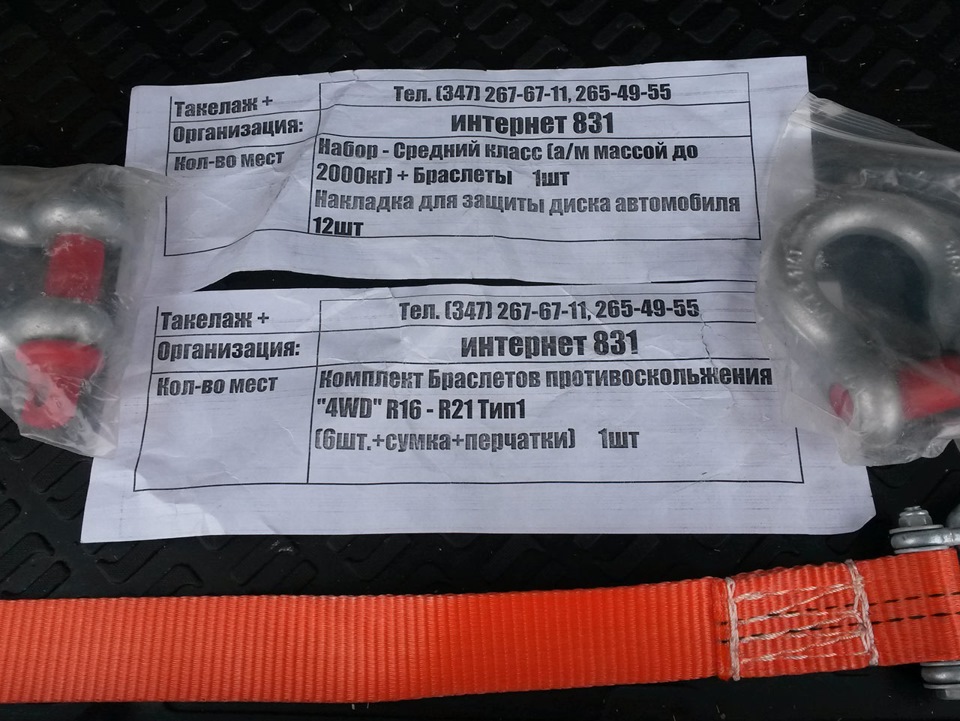 Такелаж +
Тел. (347) 267-67-11, 265-49-55
Организация:
интернет 831
Кол-во мест
Набор - Средний класс (а/м массой до
2000кг) + Браслеты 1шт
Накладка для защиты диска автомобиля
12шт
Такелаж +
Тел. (347) 267-67-11, 265-49-55
Организация:
интернет 831
Кол-во мест
Комплект Браслетов противоскольжения
"4WD" R16 - R21 Тип1
(6шт.+сумка+перчатки) 1шт